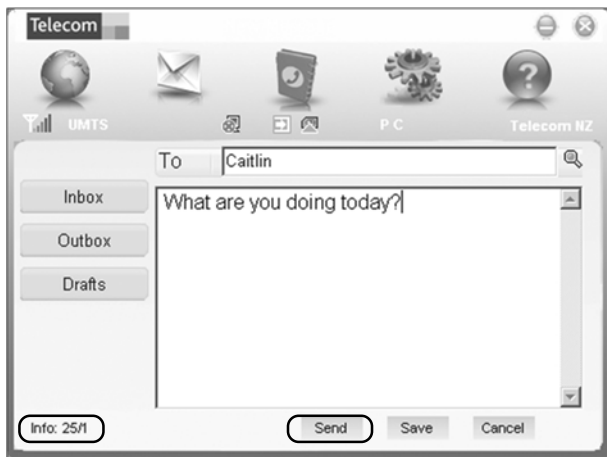 Telecom
UMTS
P C
Telecom NZ
To Caitlin
Inbox
What are you doing today?
Outbox
Drafts
Info: 25/1
Send Save Cancel